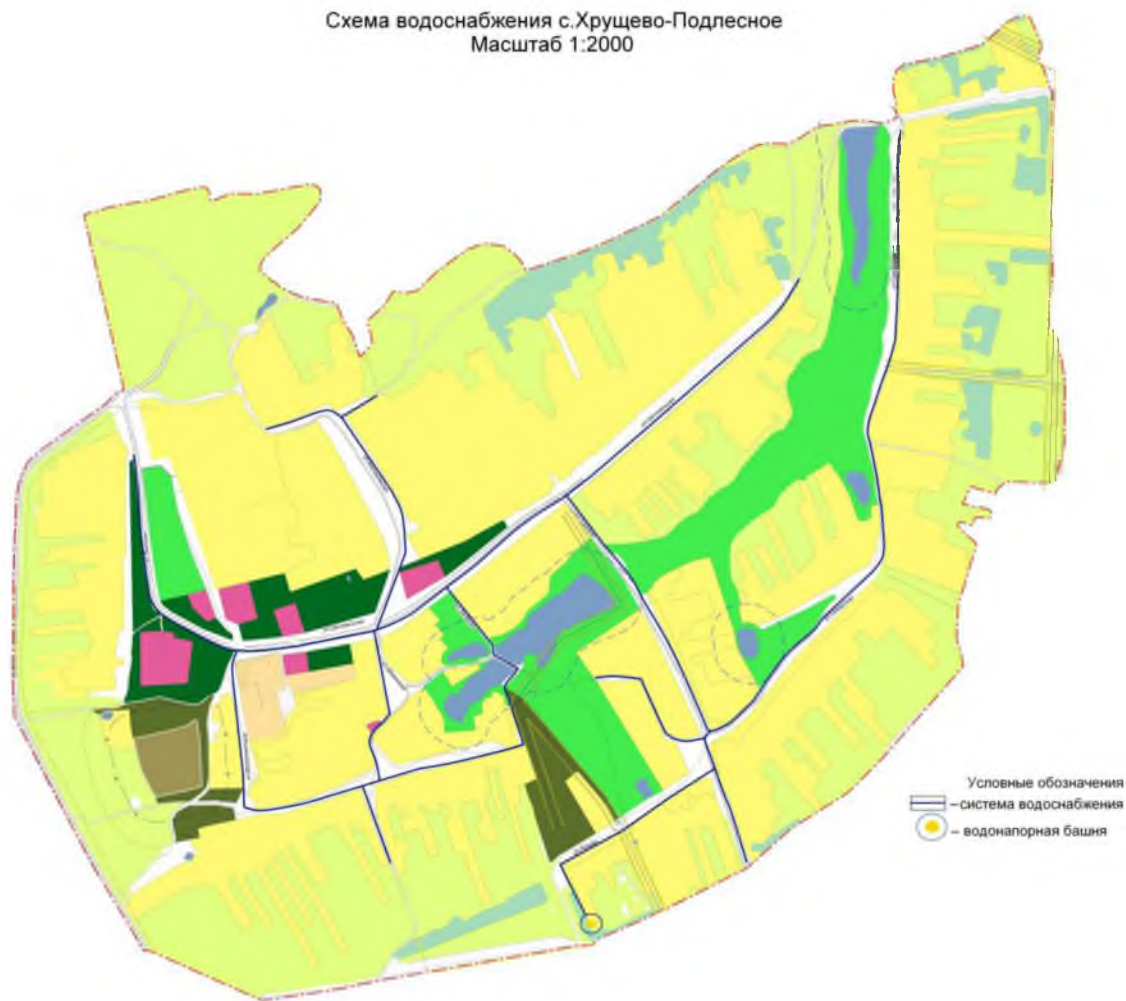 Схема водоснабжения с.Хрущево-Подлесное
Масштаб 1:2000
Условные обозначения
– система водоснабжения
– водонапорная башня